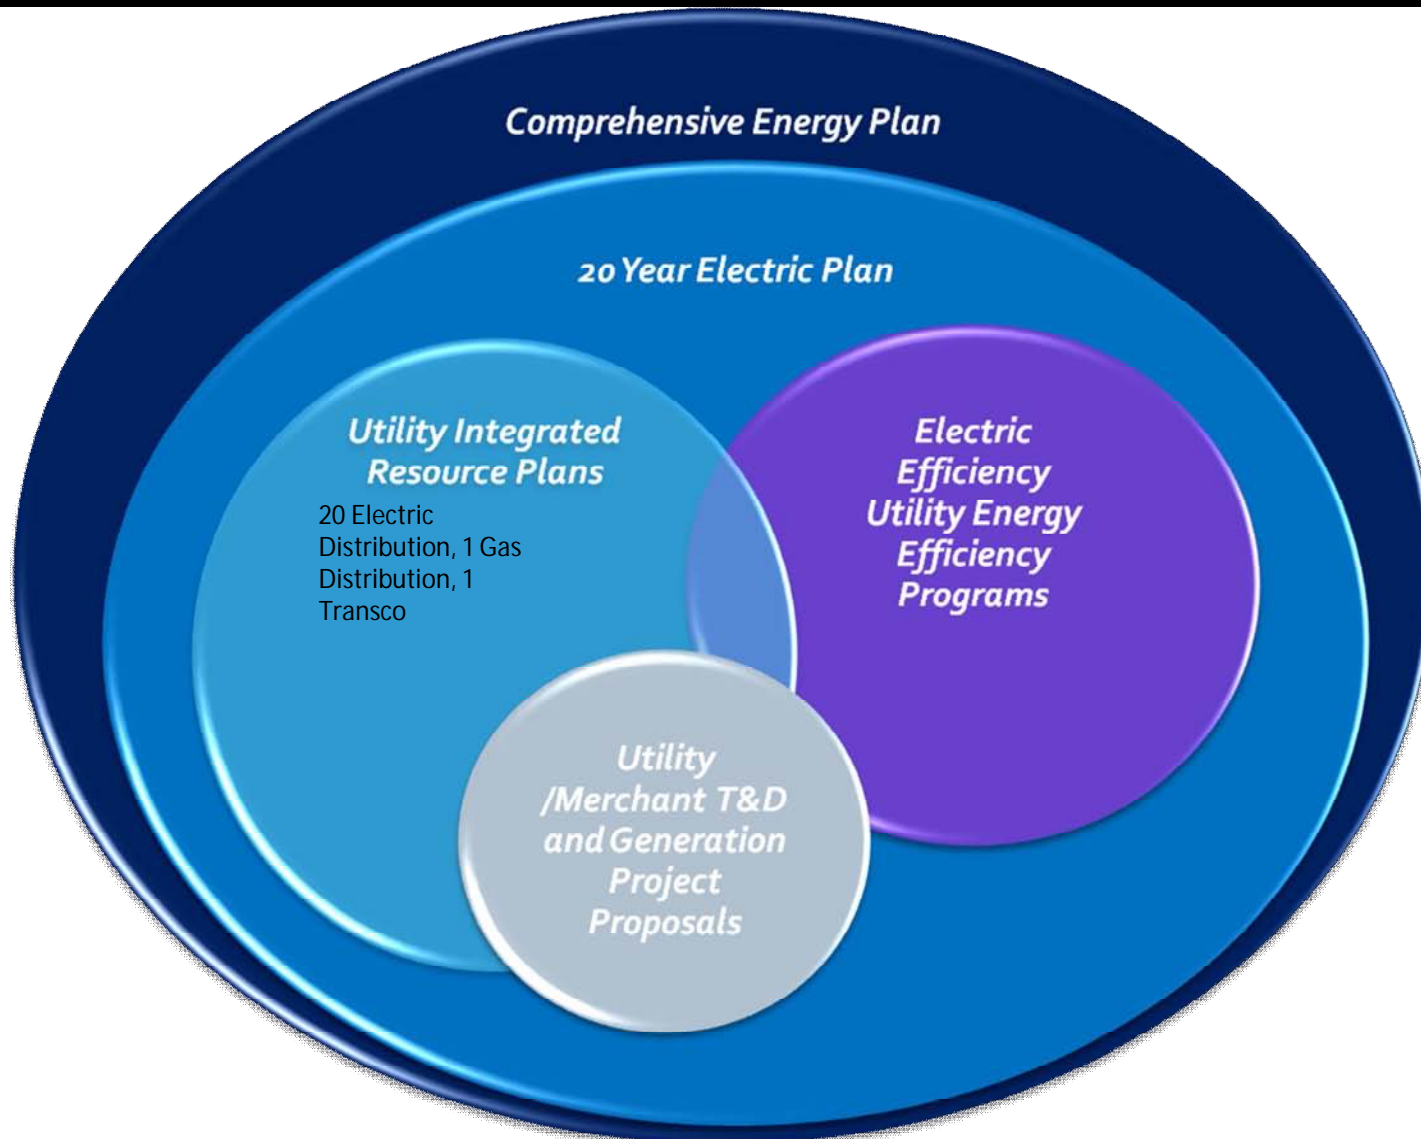 Comprehensive Energy Plan
20 Year Electric Plan
Utility Integrated
Resource Plans
20 Electric
Distribution, 1 Gas
Distribution, 1
Transco
Electric
Efficiency
Utility Energy
Efficiency
Programs
Utility
/Merchant T&D
and Generation
Project
Proposals